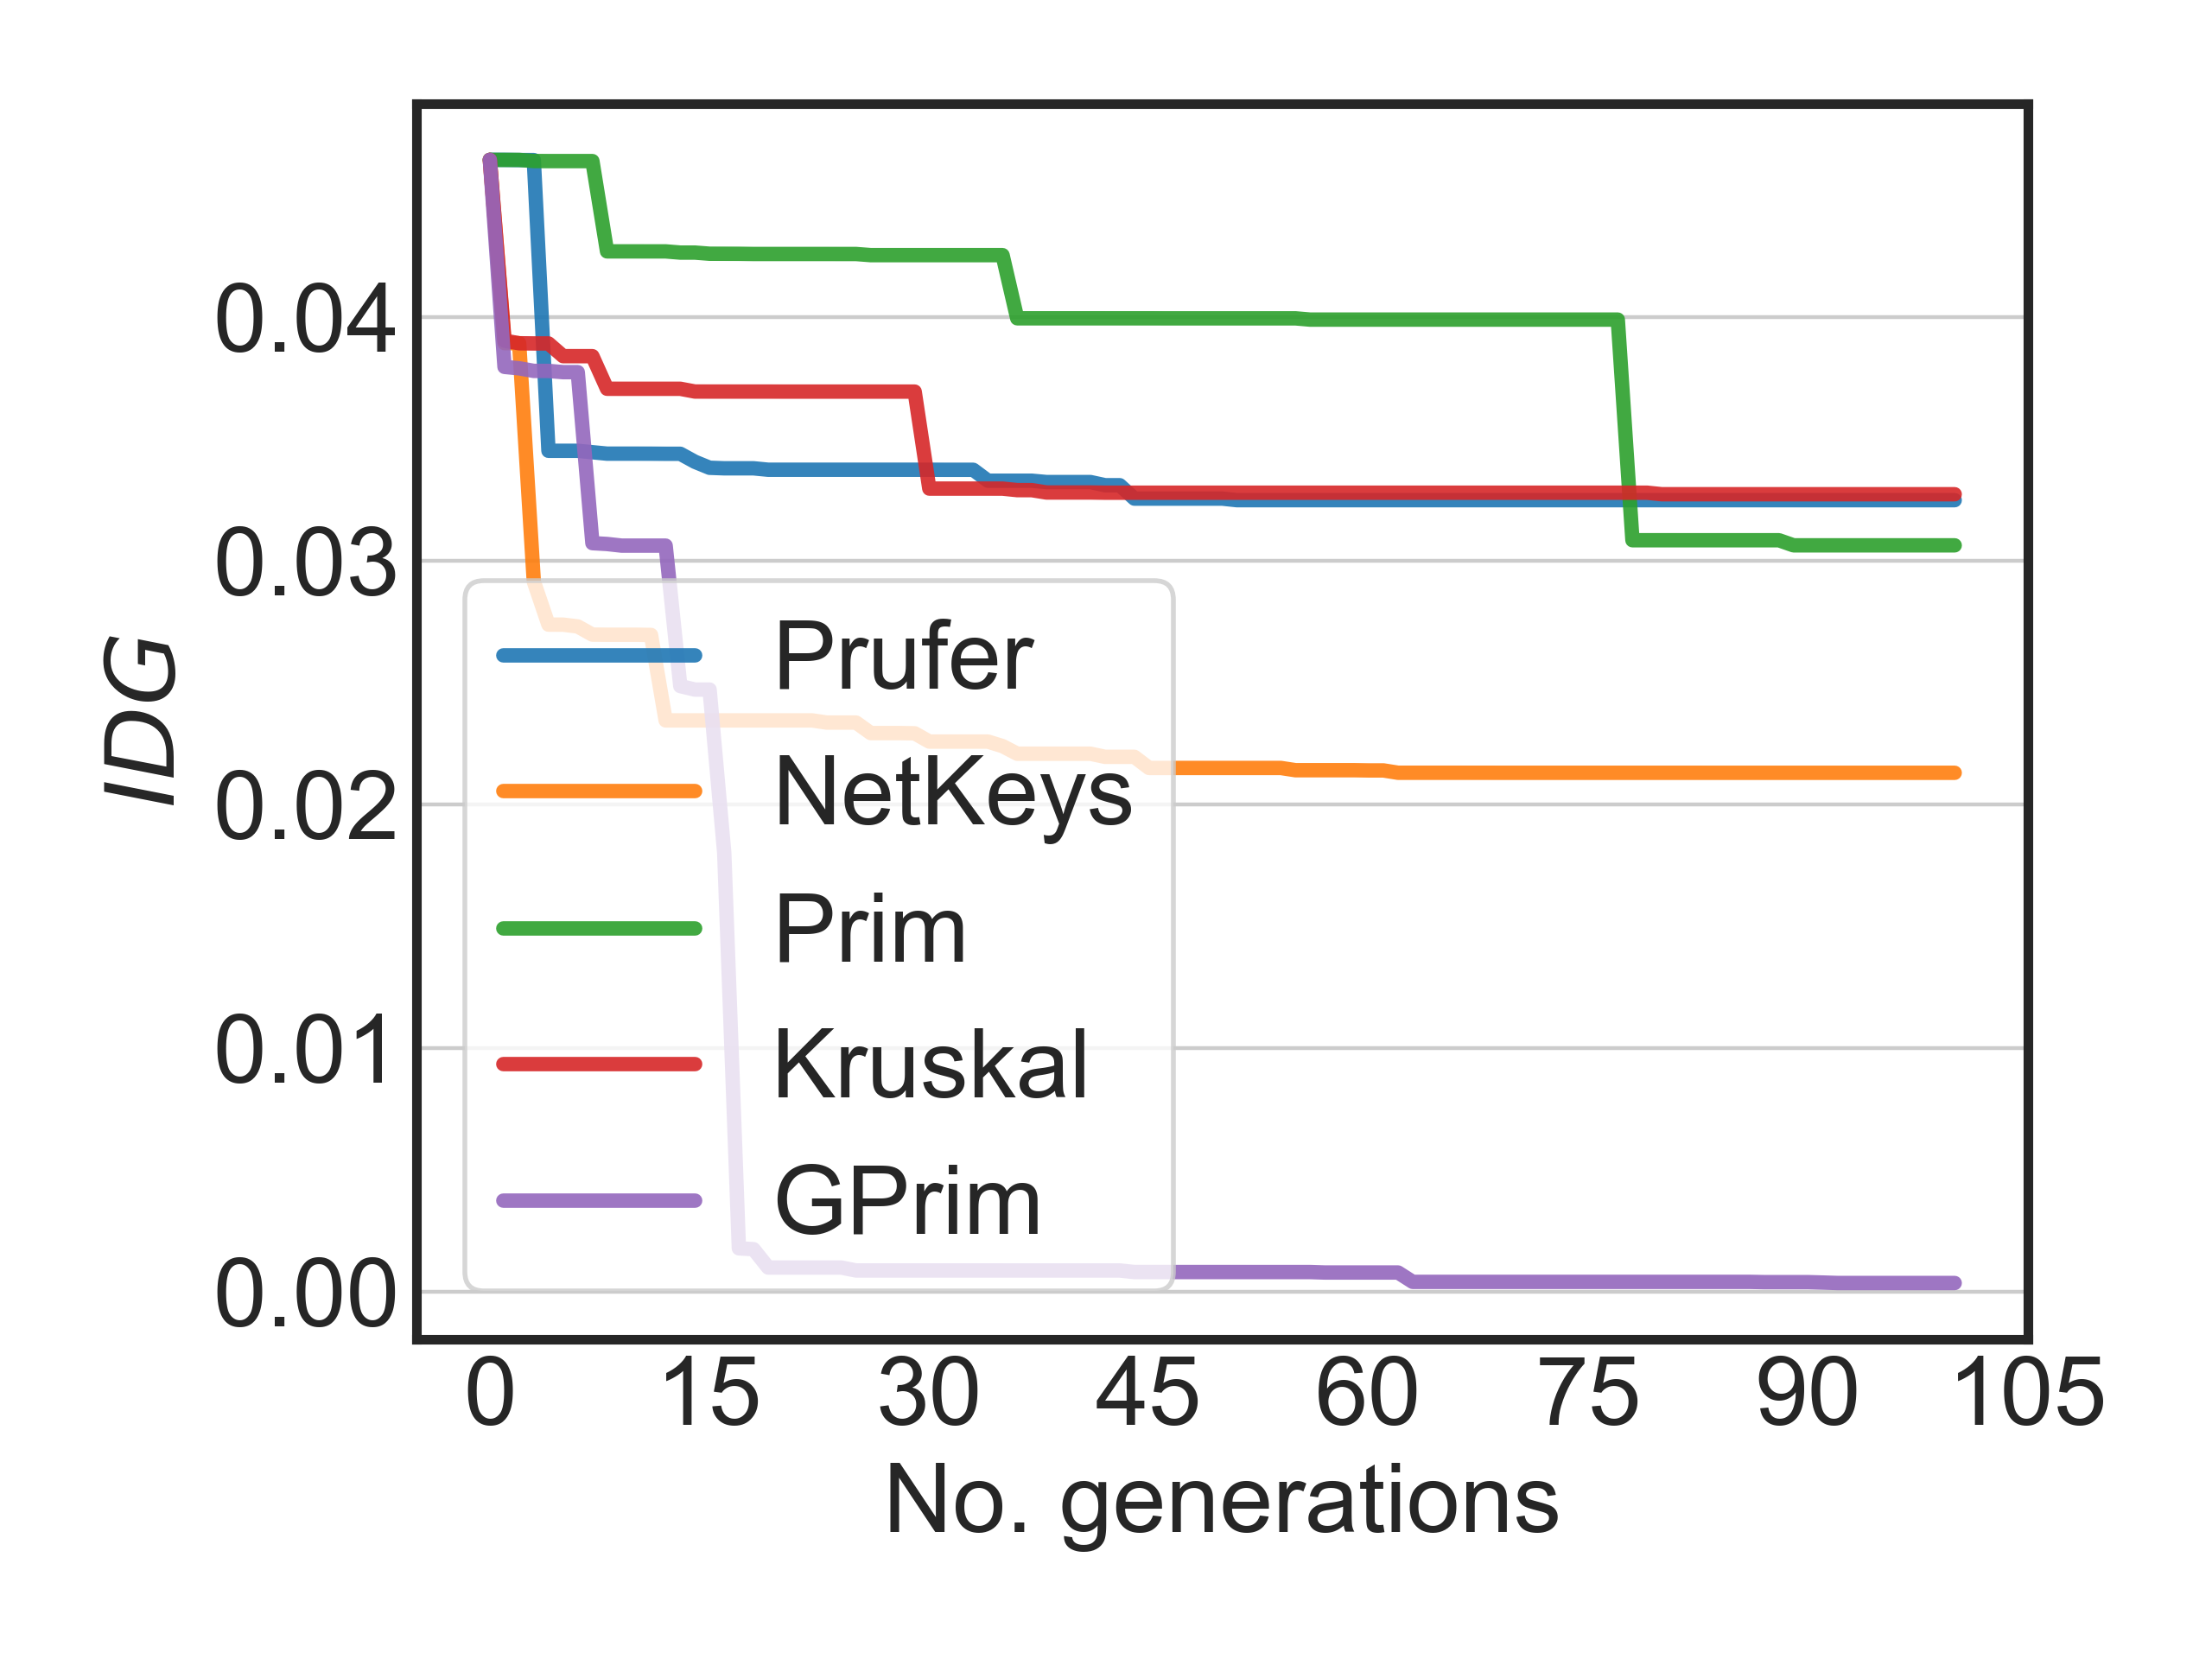 0.04
0.03
0.02
0.01
0.00
IDG
Prufer
NetKeys
Prim
Kruskal
GPrim
0 15 30 45 60 75 90 105
No. generations